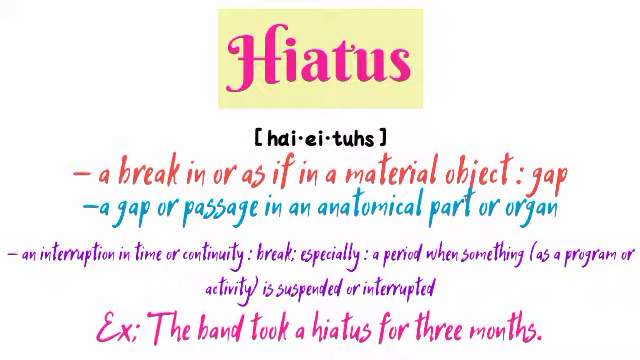 Hiatus
[hai·ei·tuhs]
– a break in or as if in a material object : gap
–a gap or passage in an anatomical part or organ
– an interruption in time or continuity : break; especially : a period when something (as a program or
activity) is suspended or interrupted
Ex; The band took a hiatus for three months.